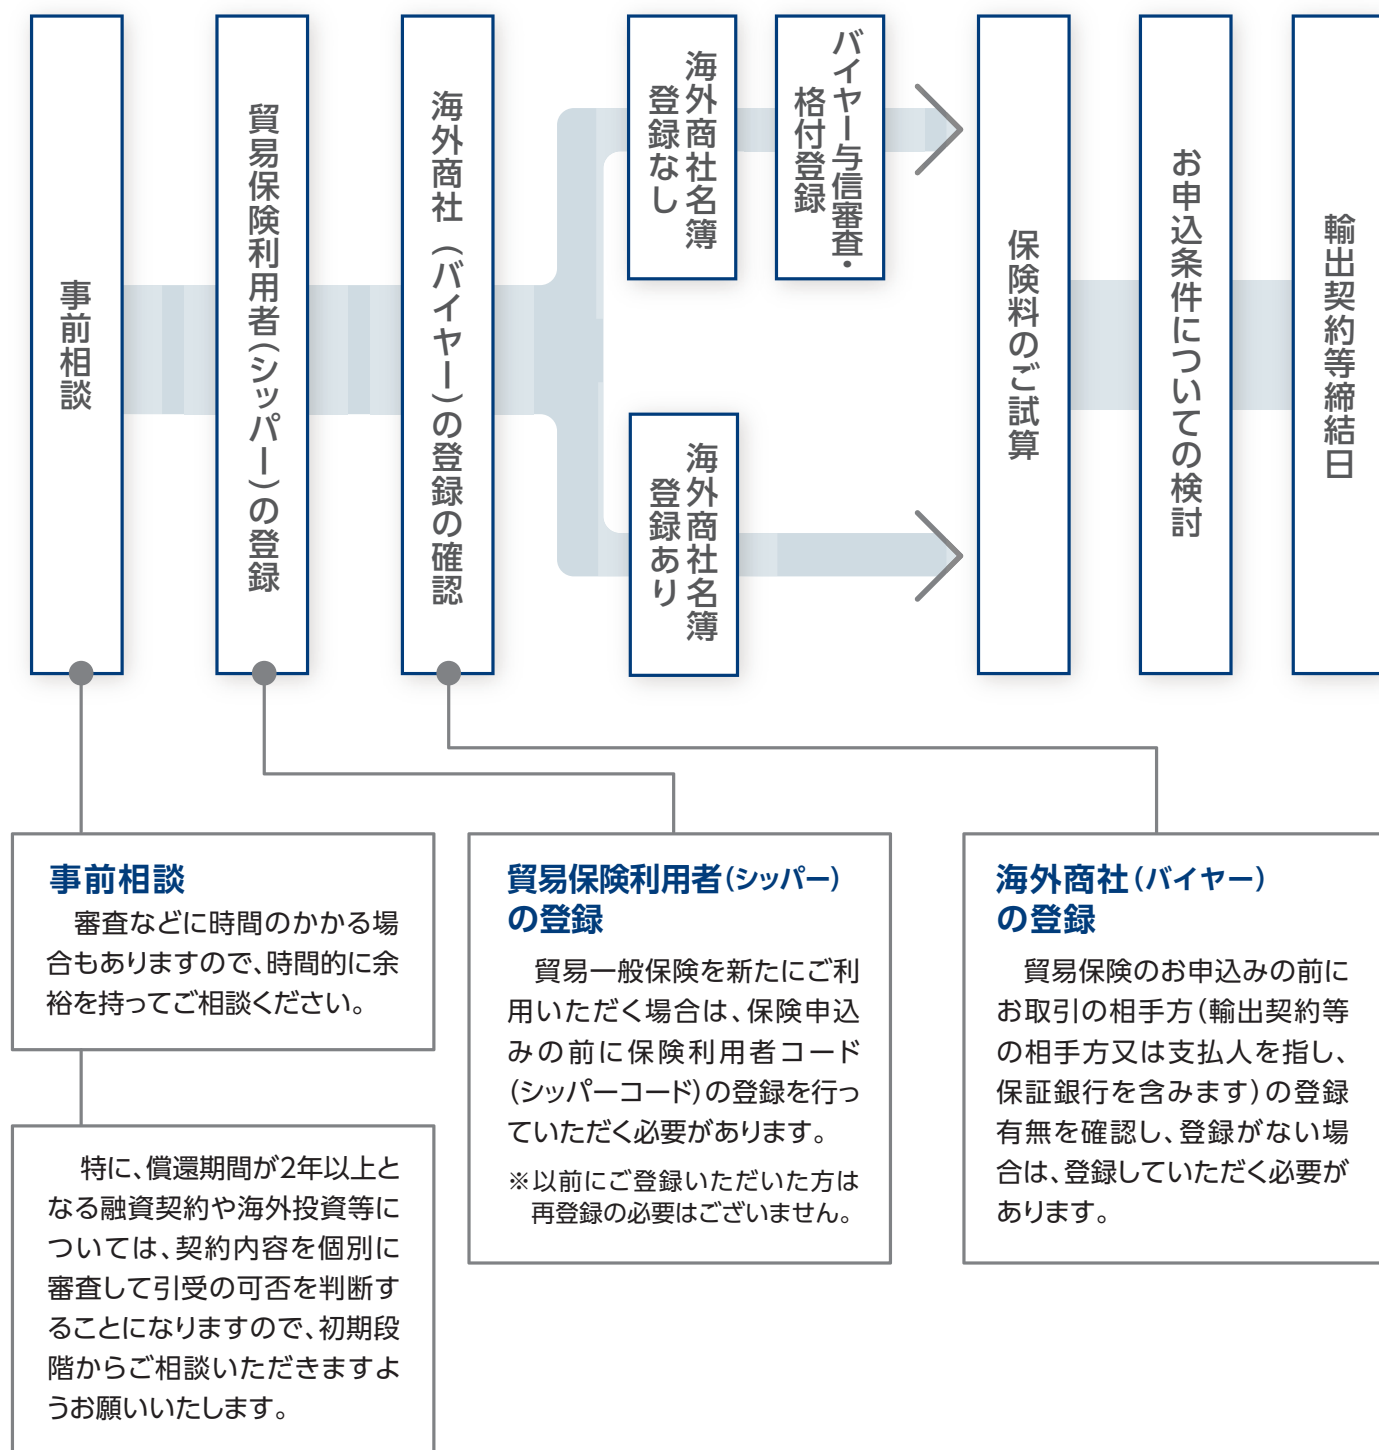 事前相談
貿易保険利用者(シッパー)の登録
海外商社(バイヤー)の登録の確認
海外商社名簿
登録なし
バイヤー与信審査・
格付登録
海外商社名簿
登録あり
保険料のご試算
お申込条件についての検討
輸出契約等締結日
事前相談
審査などに時間のかかる場
合もありますので、時間的に余
裕を持ってご相談ください。
特に、償還期間が2年以上と
なる融資契約や海外投資等に
ついては、契約内容を個別に
審査して引受の可否を判断す
ることになりますので、初期段
階からご相談いただきますよ
うお願いいたします。
貿易保険利用者(シッパー)
の登録
貿易一般保険を新たにご利
用いただく場合は、保険申込
みの前に保険利用者コード
(シッパーコード)の登録を行っ
ていただく必要があります。
※以前にご登録いただいた方は
再登録の必要はございません。
海外商社(バイヤー)
の登録
貿易保険のお申込みの前に
お取引の相手方(輸出契約等
の相手方又は支払人を指し、
保証銀行を含みます)の登録
有無を確認し、登録がない場
合は、登録していただく必要が
あります。